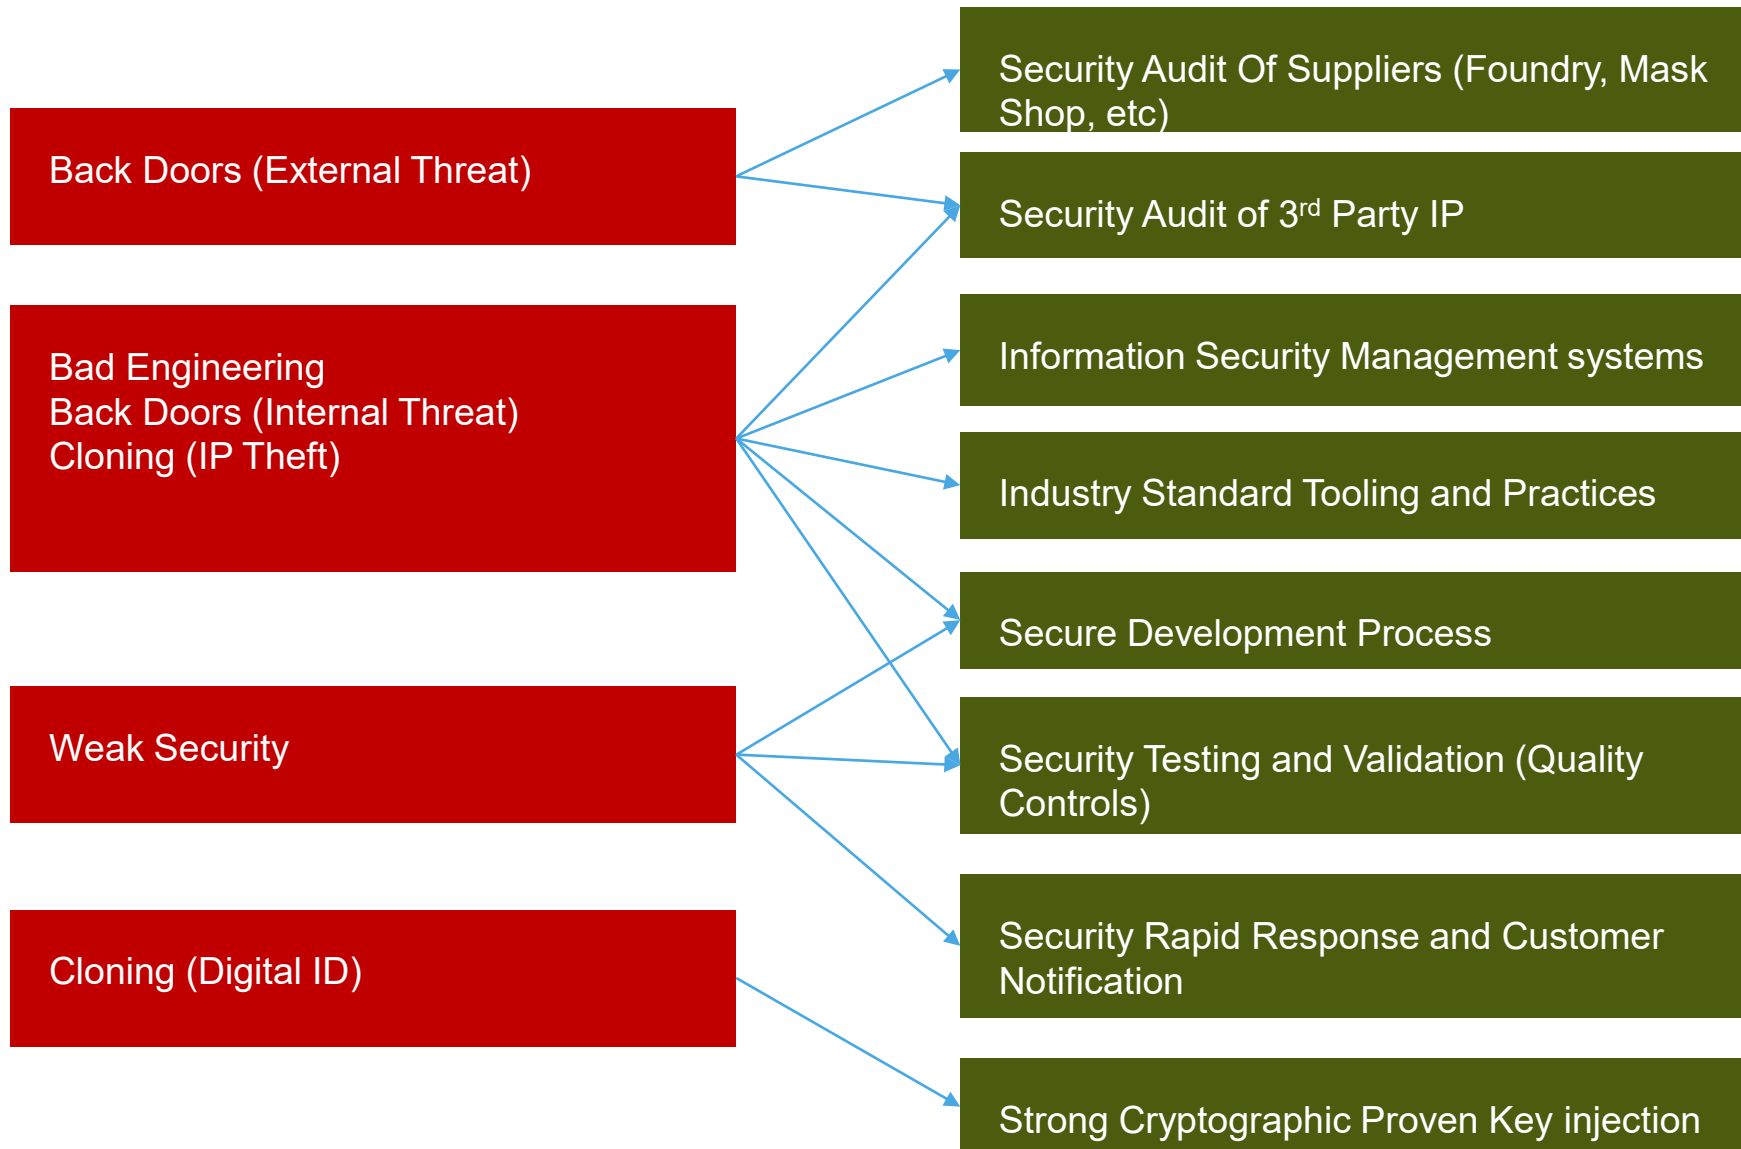 Back Doors (External Threat)
Bad Engineering
Back Doors (Internal Threat)
Cloning (IP Theft)
Weak Security
Cloning (Digital ID)
Security Audit Of Suppliers (Foundry, Mask
Shop, etc)
Security Audit of 3rd Party IP
Information Security Management systems
Industry Standard Tooling and Practices
Secure Development Process
Security Testing and Validation (Quality
Controls)
Security Rapid Response and Customer
Notification
Strong Cryptographic Proven Key injection